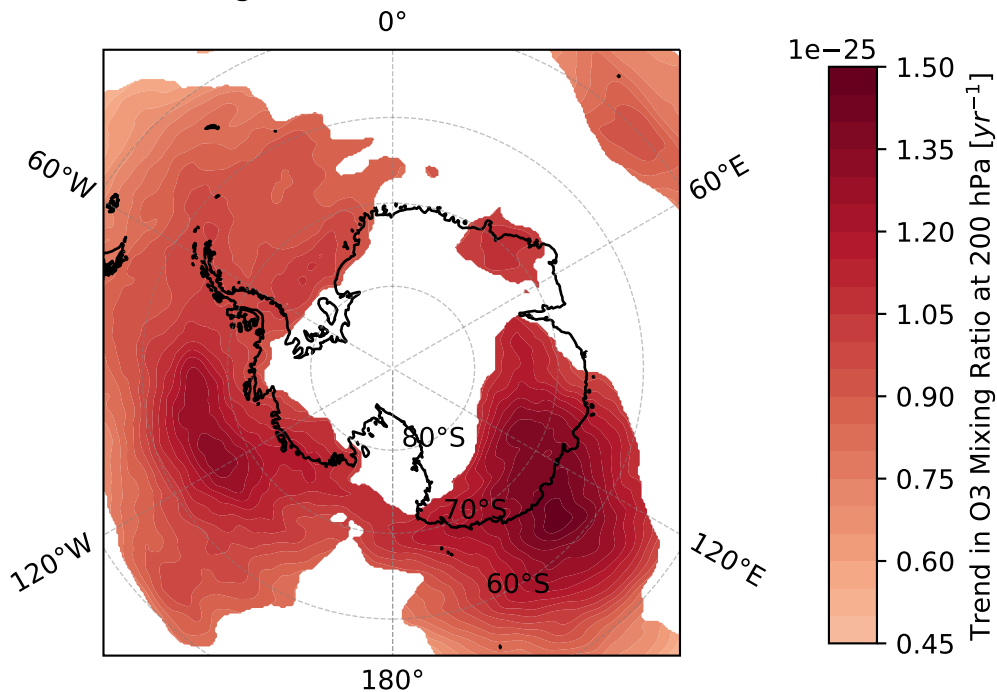 0°
1e−25
60°W
60°E
80°S
70°S
60°S
120°W
120°E
180°
1.50
1.35
1.20
1.05
0.90
0.75
0.60
0.45
Trend in O3 Mixing Ratio at 200 hPa [yr⁻¹]